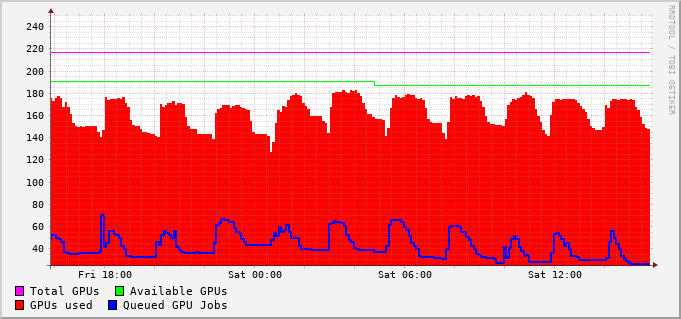 RRDTOOL / TOBI OETIKER
240
220
200
180
160
140
120
100
80
60
40
Fri 18:00 Sat 00:00 Sat 06:00 Sat 12:00
Total GPUs Available GPUs
GPUs used Queued GPU Jobs